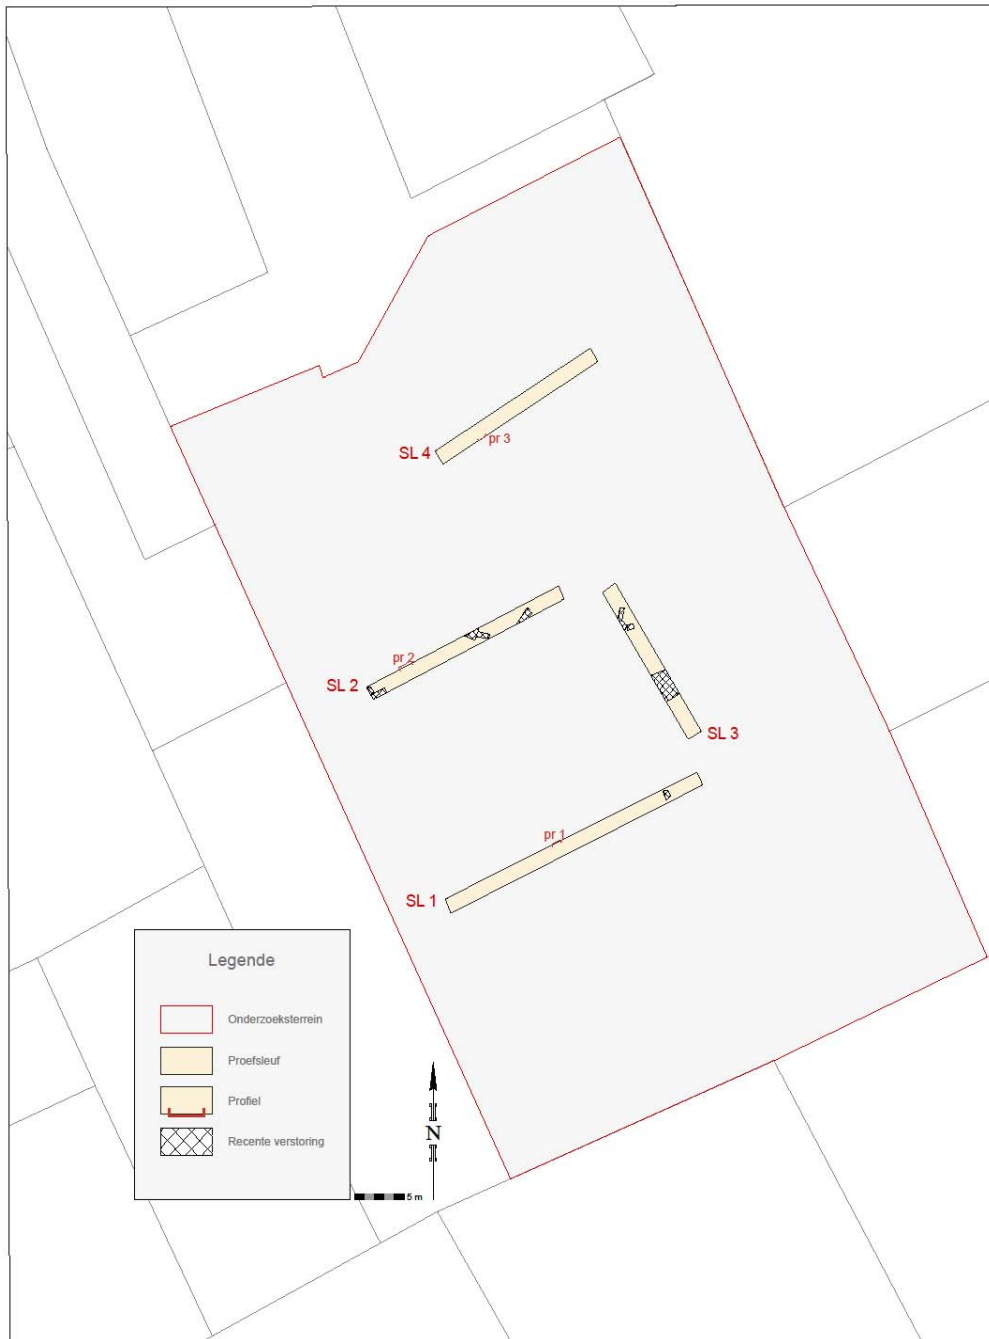 pr 3
SL 4
pr 2
SL 2
SL 3
pr 1
SL 1
Legende
Onderzoeksterrein
Proefsleuf
Profiel
Recente verstoring
N
5 m